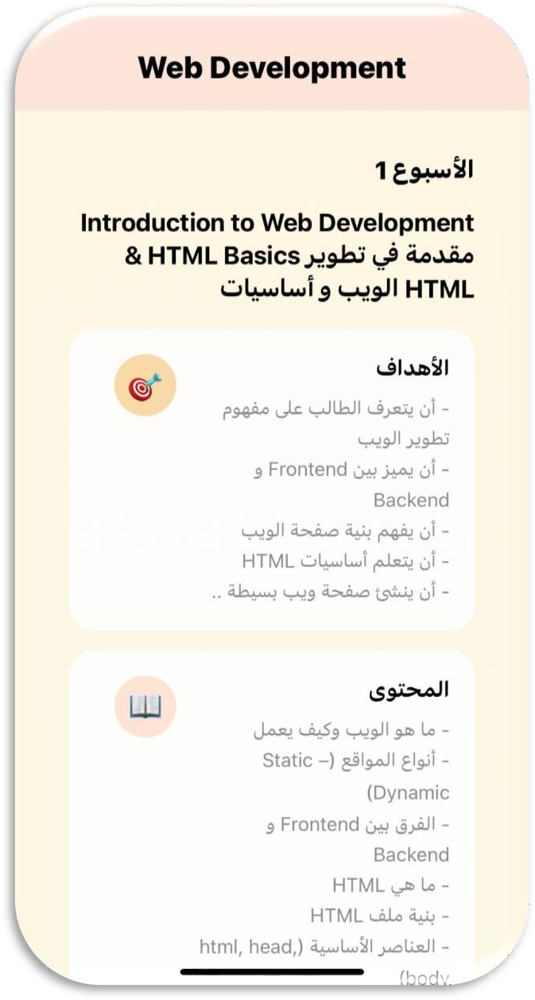 Web Development
الأسبوع 1
Introduction to Web Development
& HTML Basics مقدمة في تطوير
الويب و أساسيات HTML
الأهداف
- أن يتعرف الطالب على مفهوم
تطوير الويب
- أن يميز بين Frontend و
Backend
- أن يفهم بنية صفحة الويب
- أن يتعلم أساسيات HTML
- أن ينشئ صفحة ويب بسيطة ..
المحتوى
- ما هو الويب وكيف يعمل
- أنواع المواقع (Static –
Dynamic)
- الفرق بين Frontend و
Backend
- ما هي HTML
- بنية ملف HTML
- العناصر الأساسية (html, head,
body)